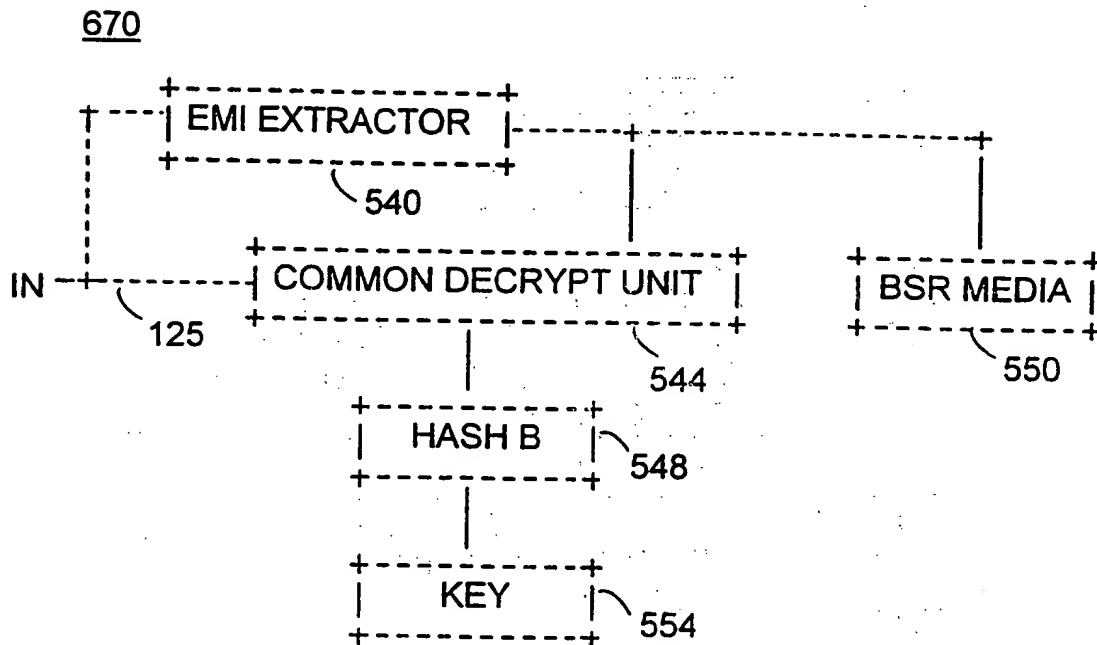 670
EMI EXTRACTOR
540
IN
COMMON DECRYPT UNIT
BSR MEDIA
125
544
550
HASH B
548
KEY
554